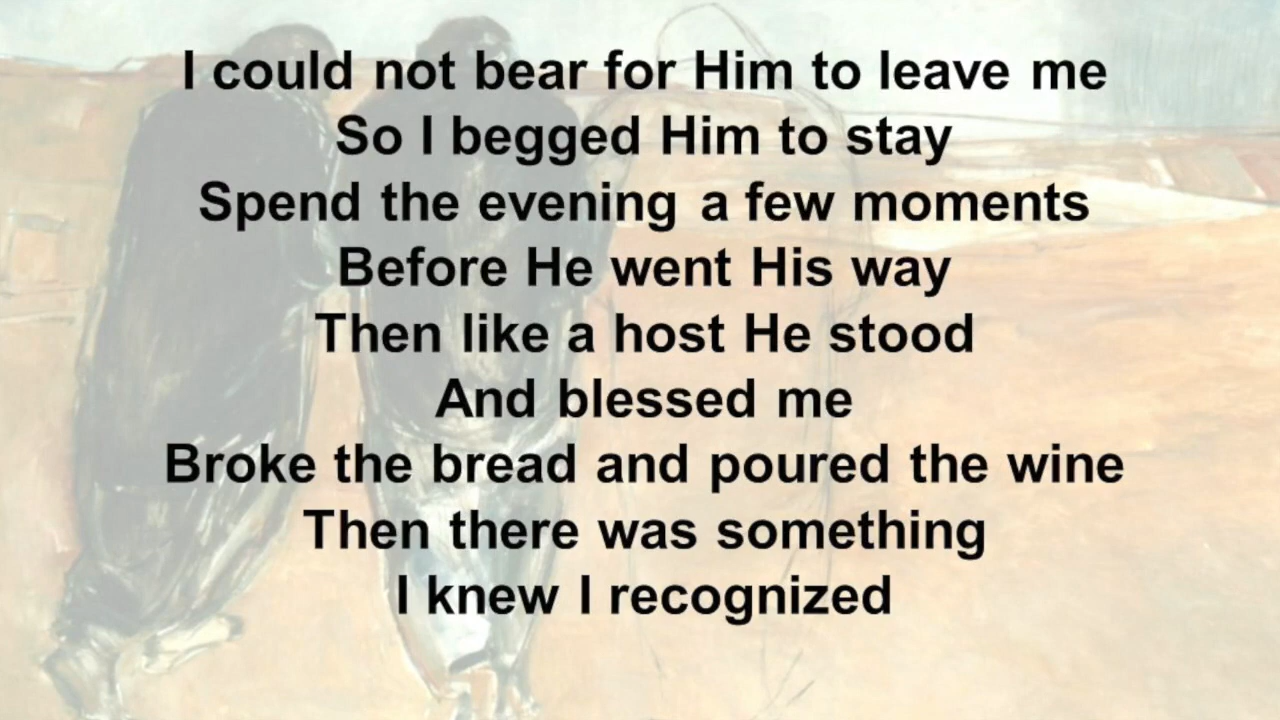 I could not bear for Him to leave me
So I begged Him to stay
Spend the evening a few moments
Before He went His way
Then like a host He stood
And blessed me
Broke the bread and poured the wine
Then there was something
I knew I recognized